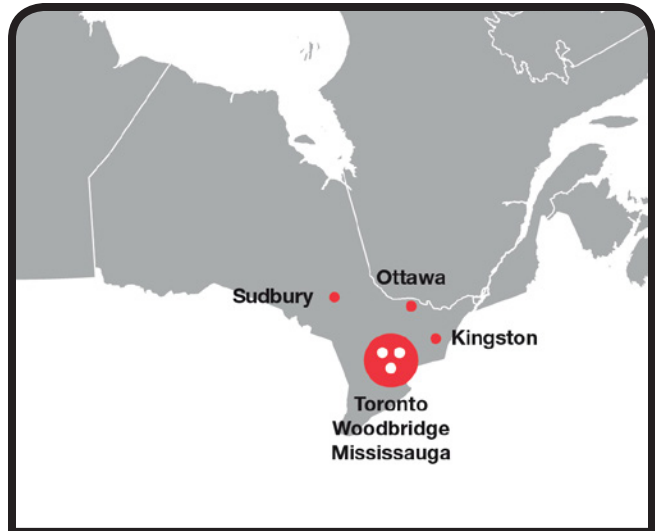 Ottawa
Sudbury
Kingston
Toronto
Woodbridge
Mississauga